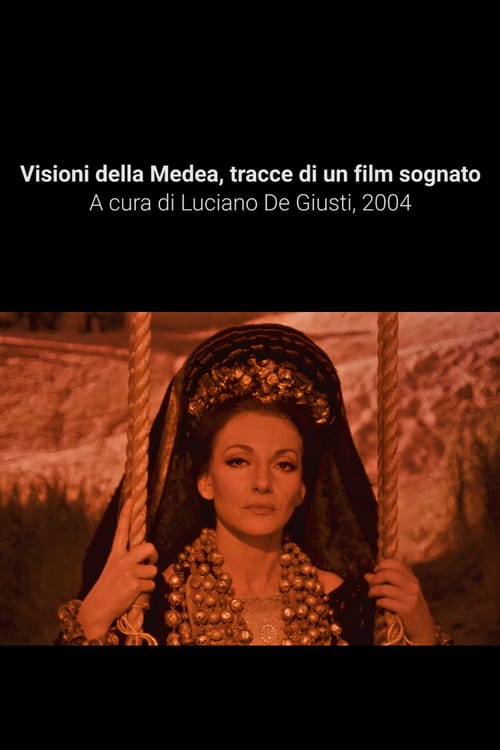 Visioni della Medea, tracce di un film sognato
A cura di Luciano De Giusti, 2004